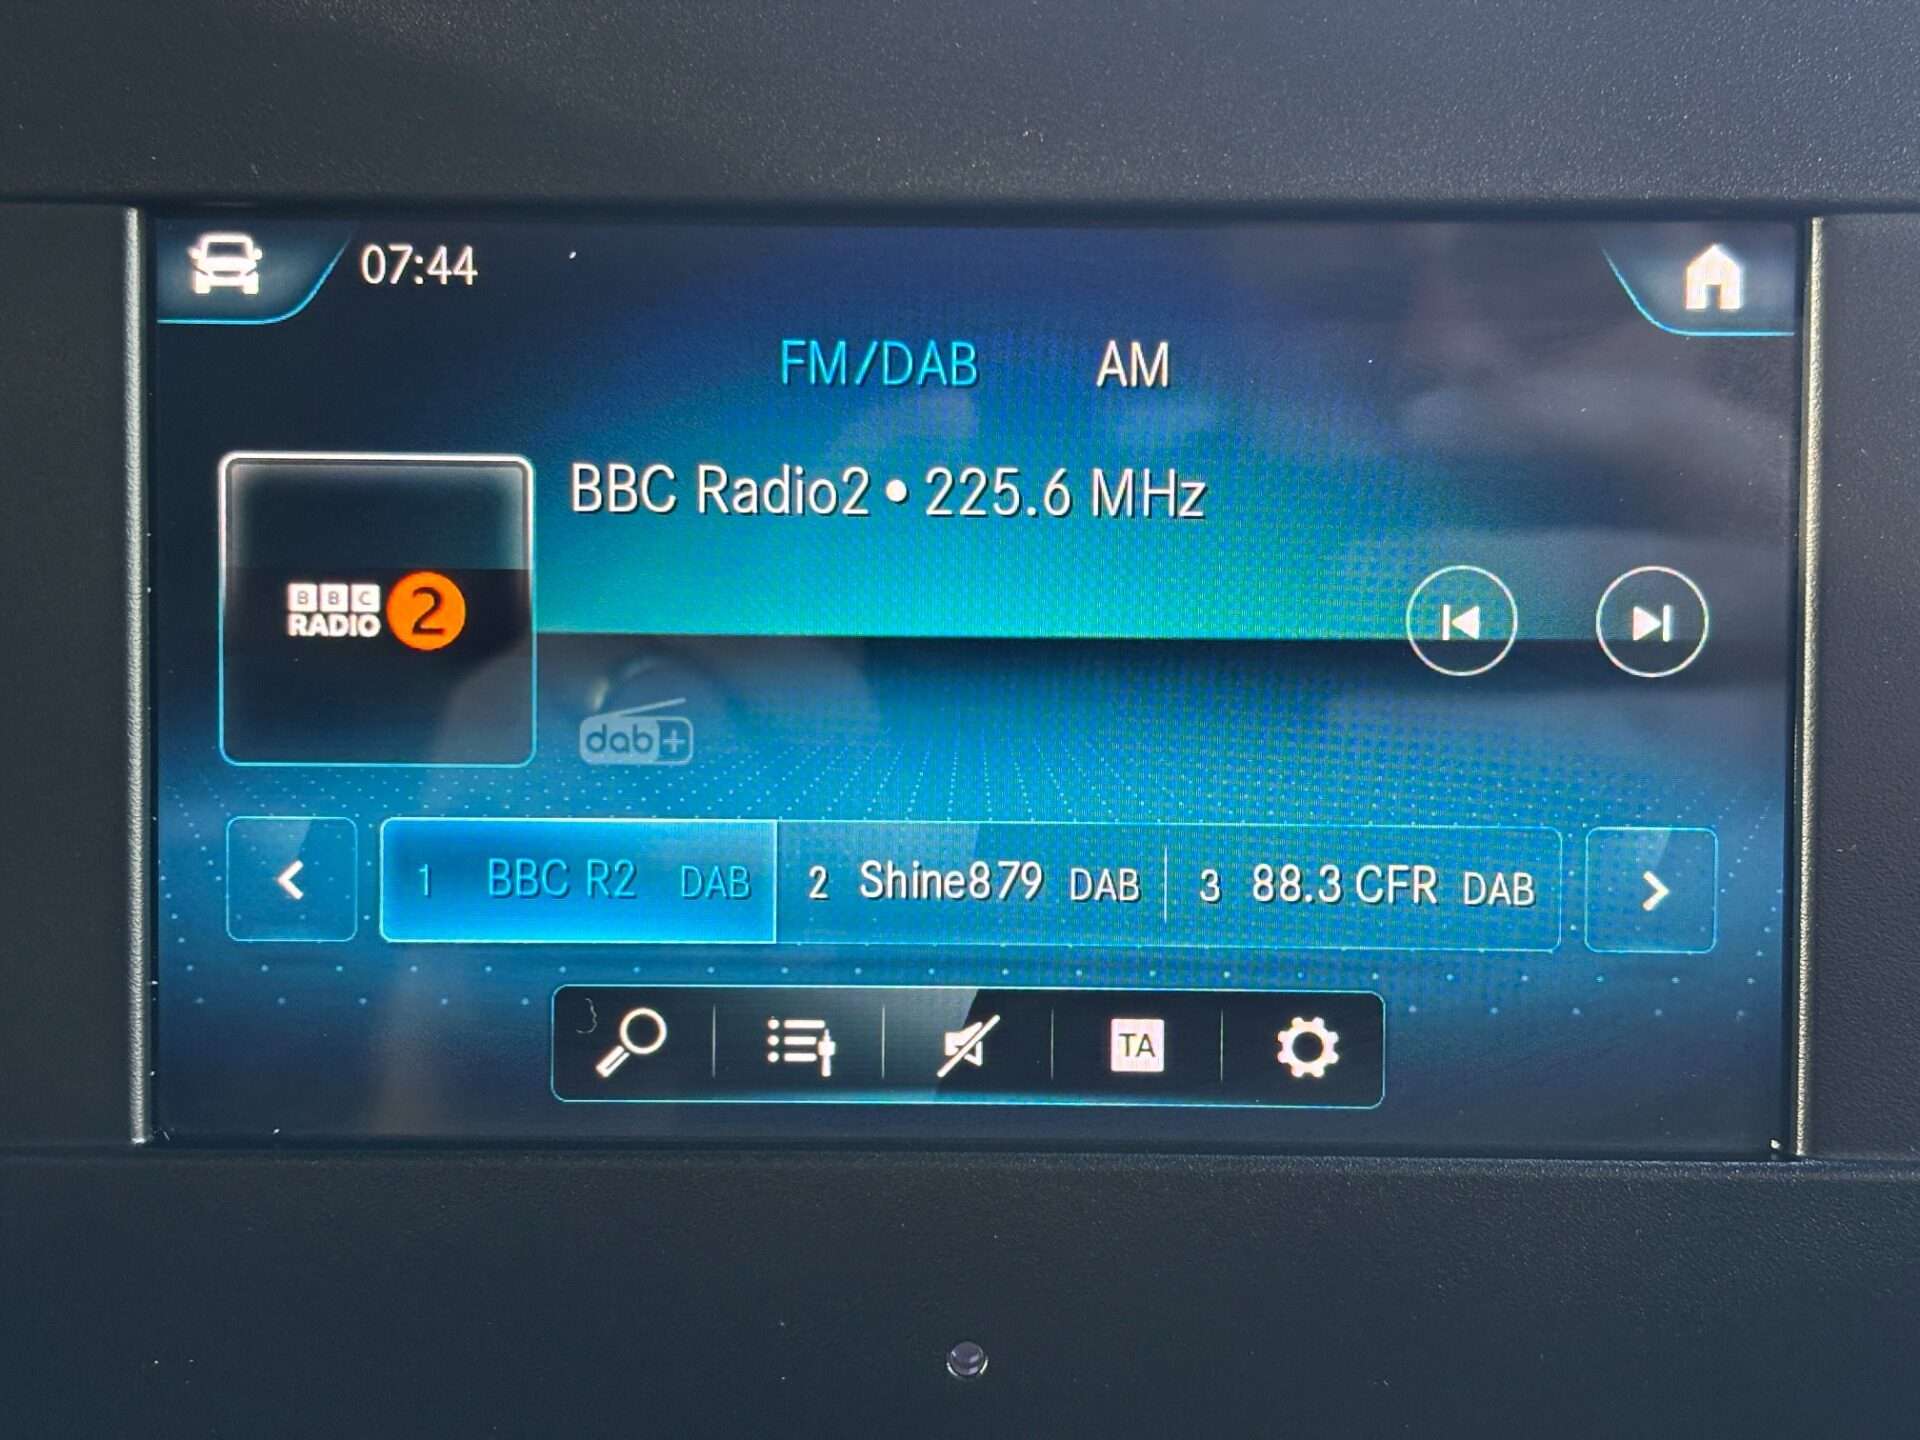 07:44
FM/DAB AM
BBC Radio2 • 225.6 MHz
BBC
RADIO 2
dab+
1 BBC R2 DAB 2 Shine879 DAB 3 88.3 CFR DAB
TA